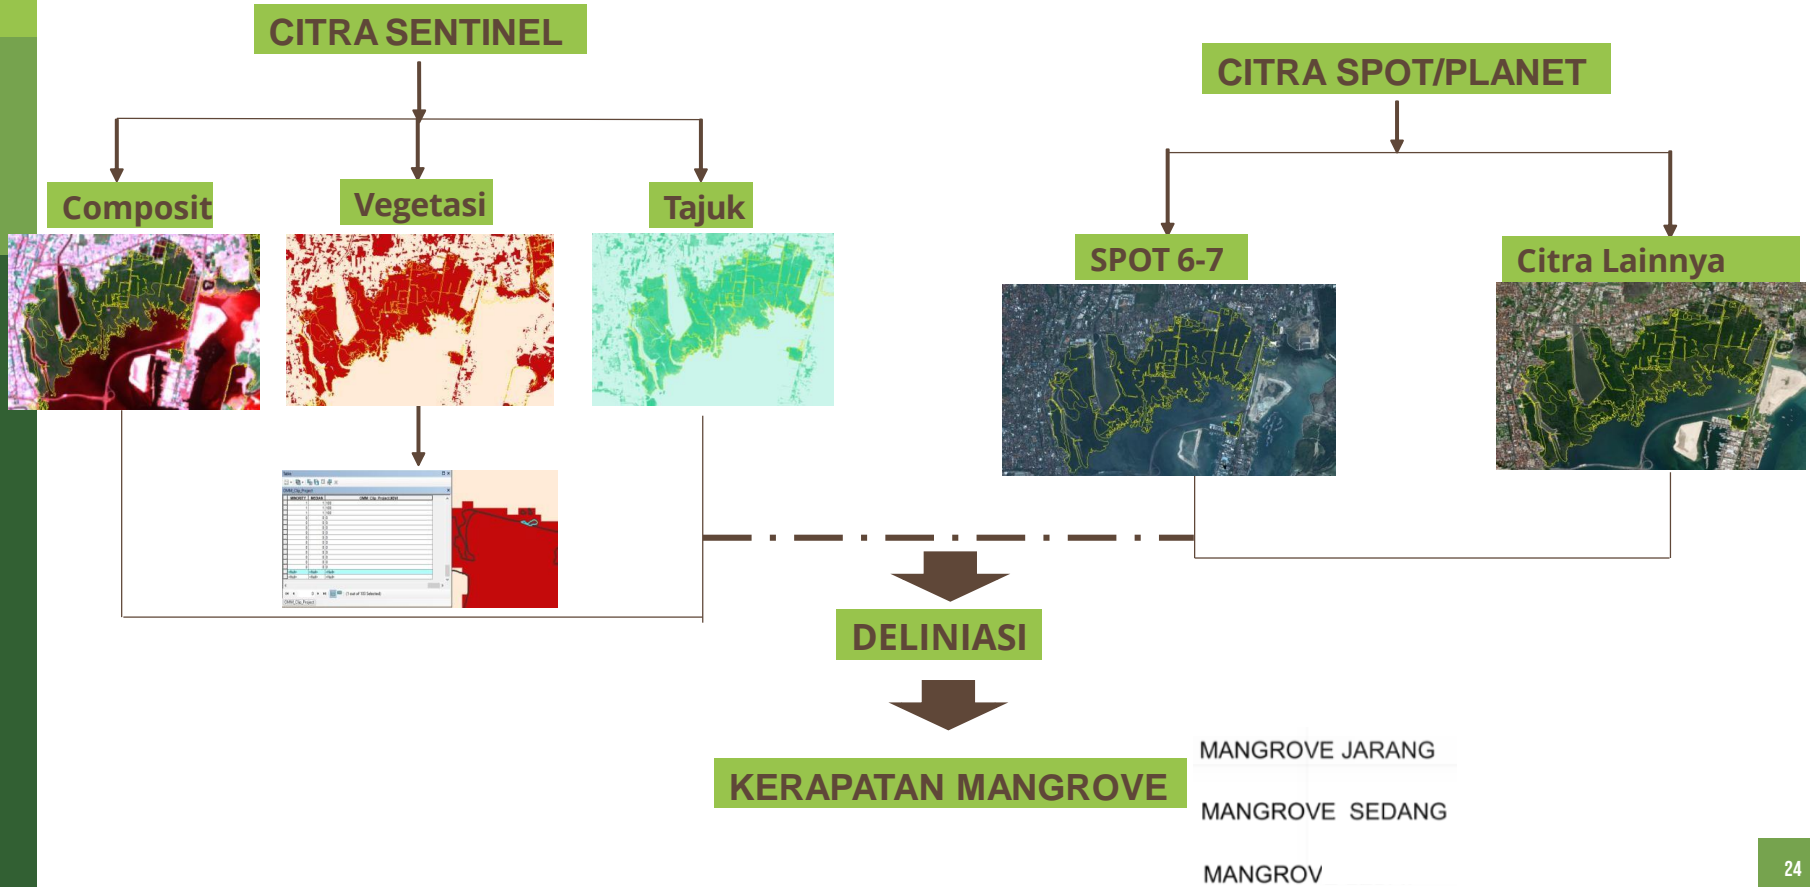 CITRA SENTINEL
CITRA SPOT/PLANET
Composit
Vegetasi
Tajuk
SPOT 6-7
Citra Lainnya
DELINIASI
KERAPATAN MANGROVE
MANGROVE JARANG
MANGROVE SEDANG
MANGROV
24